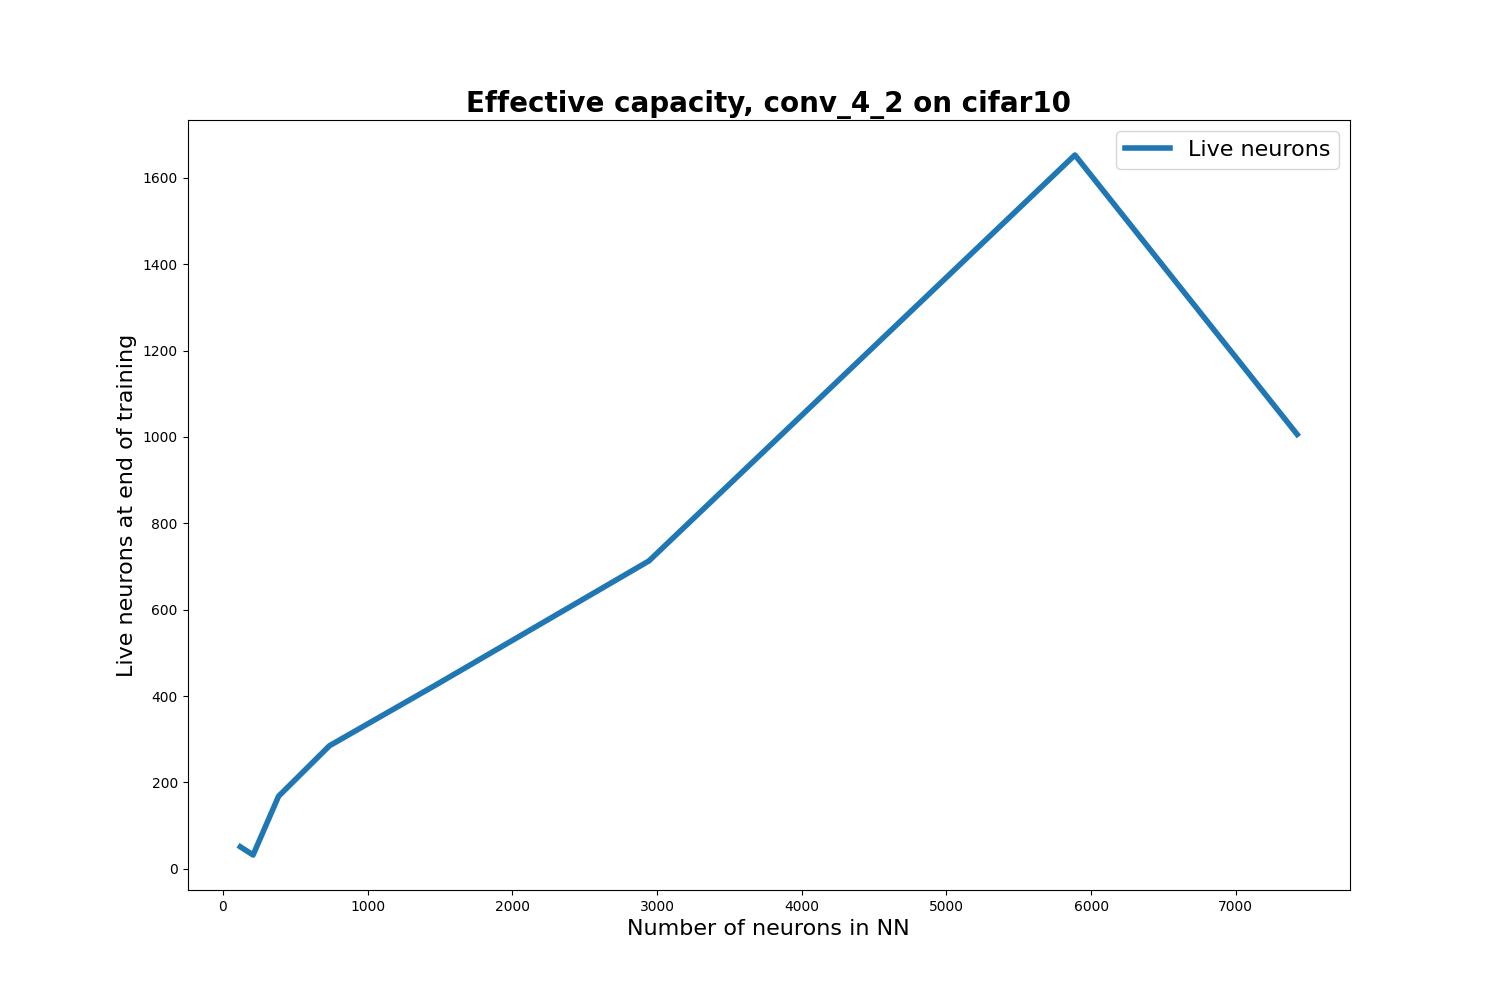 Effective capacity, conv_4_2 on cifar10
Live neurons
Live neurons at end of training
1600
1400
1200
1000
800
600
400
200
0
0 1000 2000 3000 4000 5000 6000 7000
Number of neurons in NN